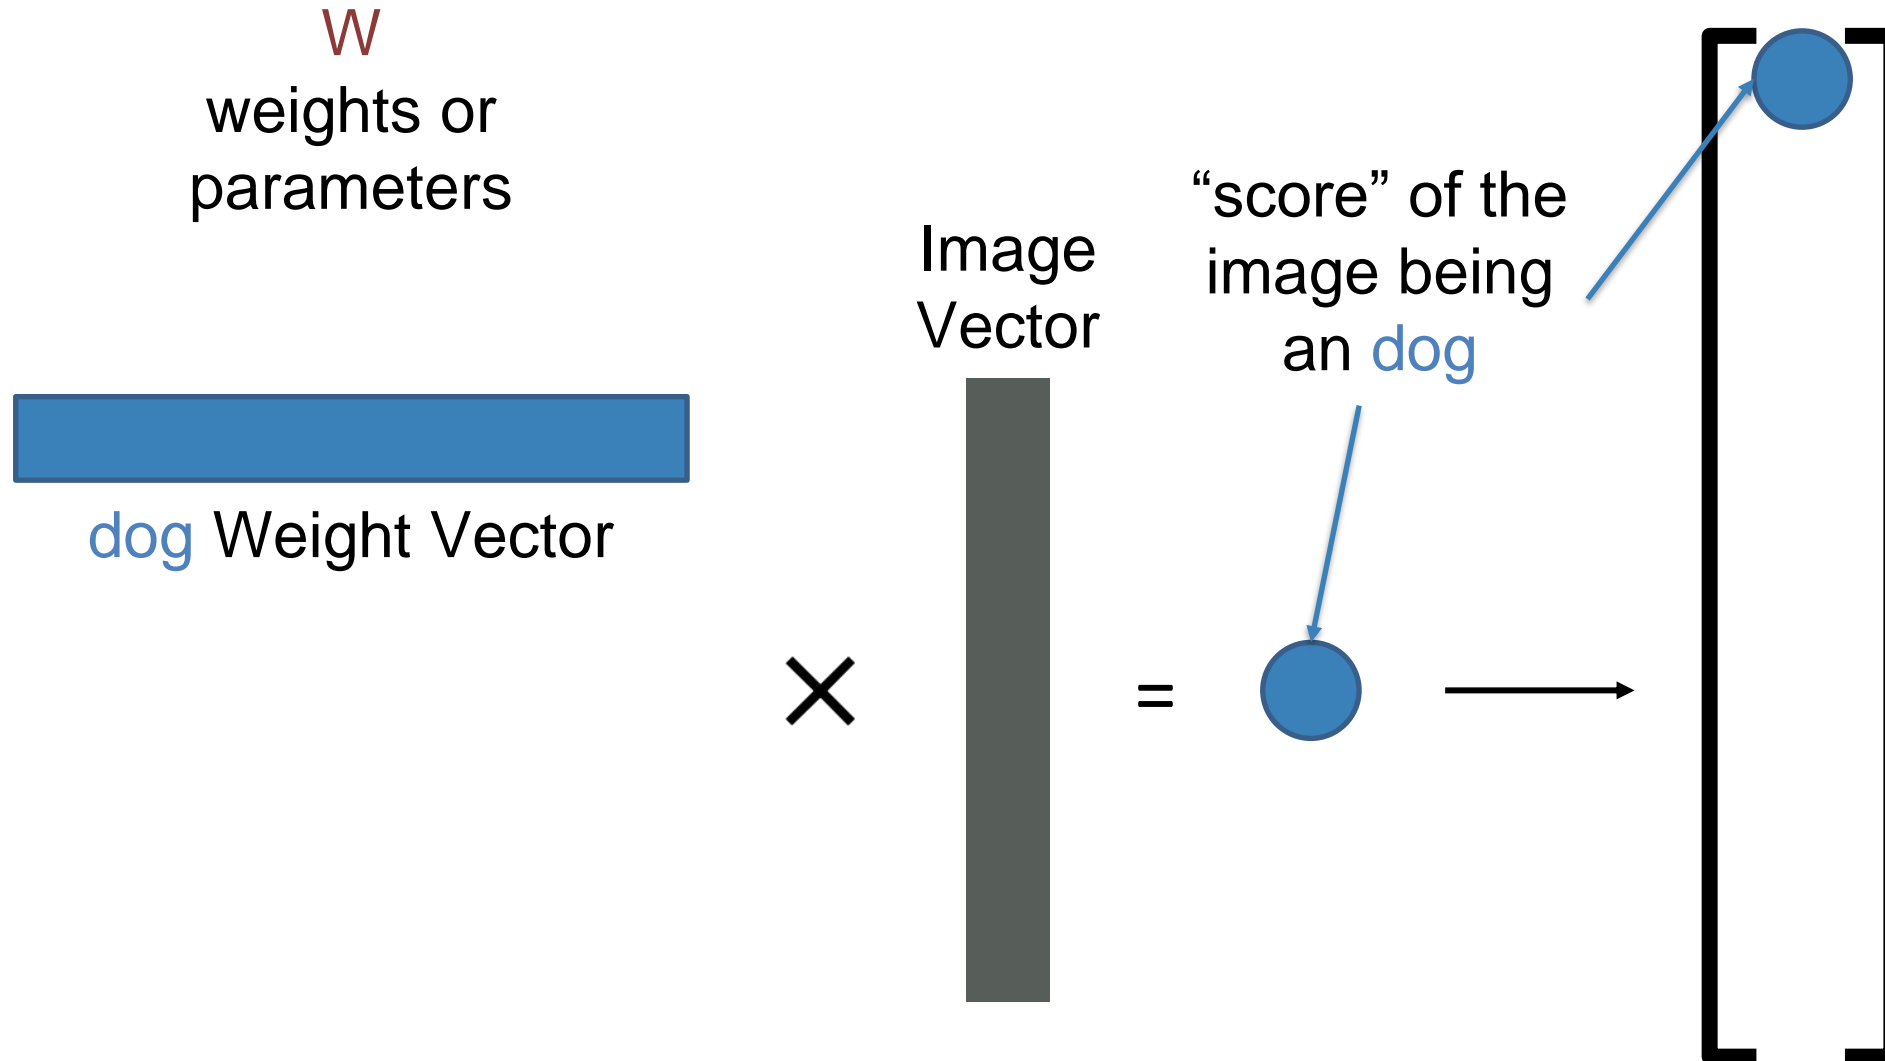 W
weights or
parameters
Image
Vector
“score” of the
image being
an dog
dog Weight Vector
=